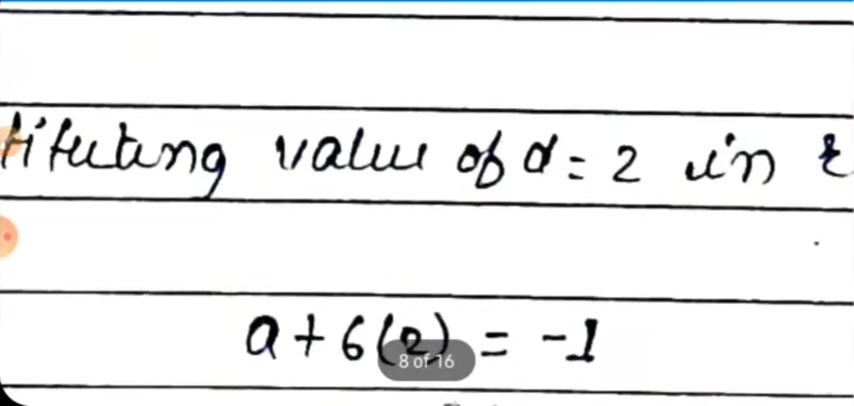 tituting value of d = 2 in
a + 6(2) = -1
8 of 16